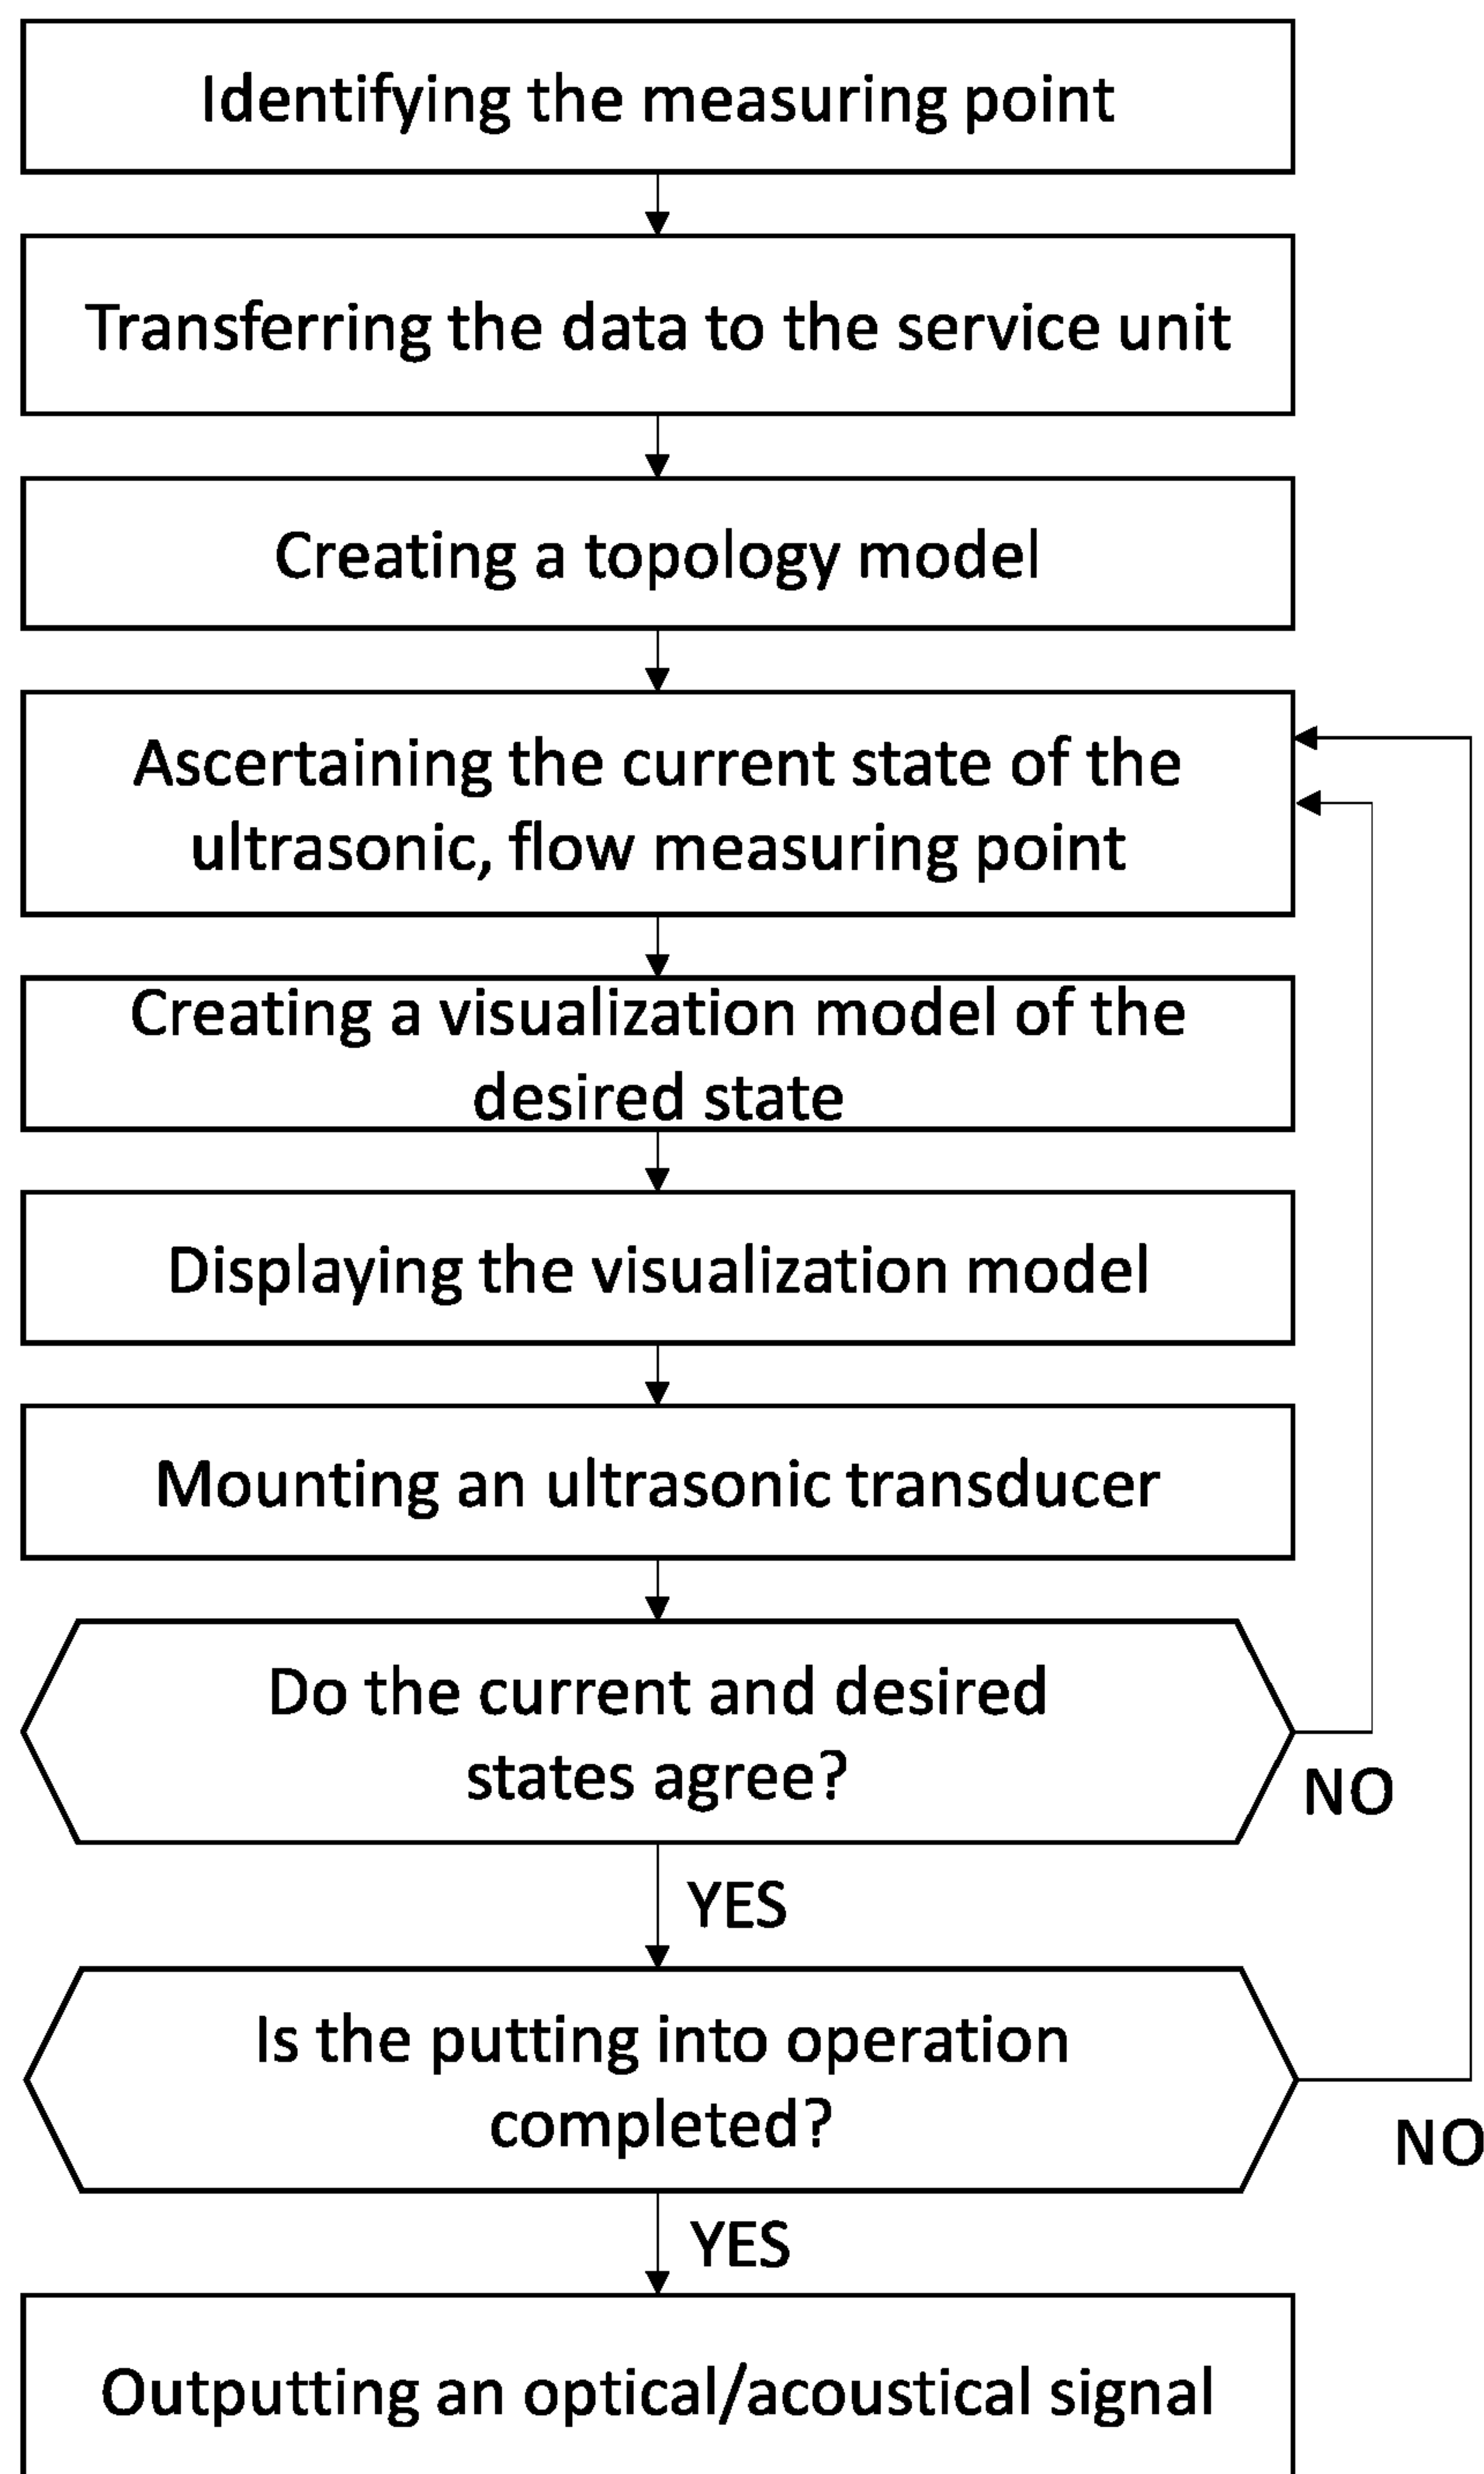 Identifying the measuring point
Transferring the data to the service unit
Creating a topology model
Ascertaining the current state of the
ultrasonic, flow measuring point
Creating a visualization model of the
desired state
Displaying the visualization model
Mounting an ultrasonic transducer
Do the current and desired
states agree?
NO
YES
Is the putting into operation
completed?
NO
YES
Outputting an optical/acoustical signal